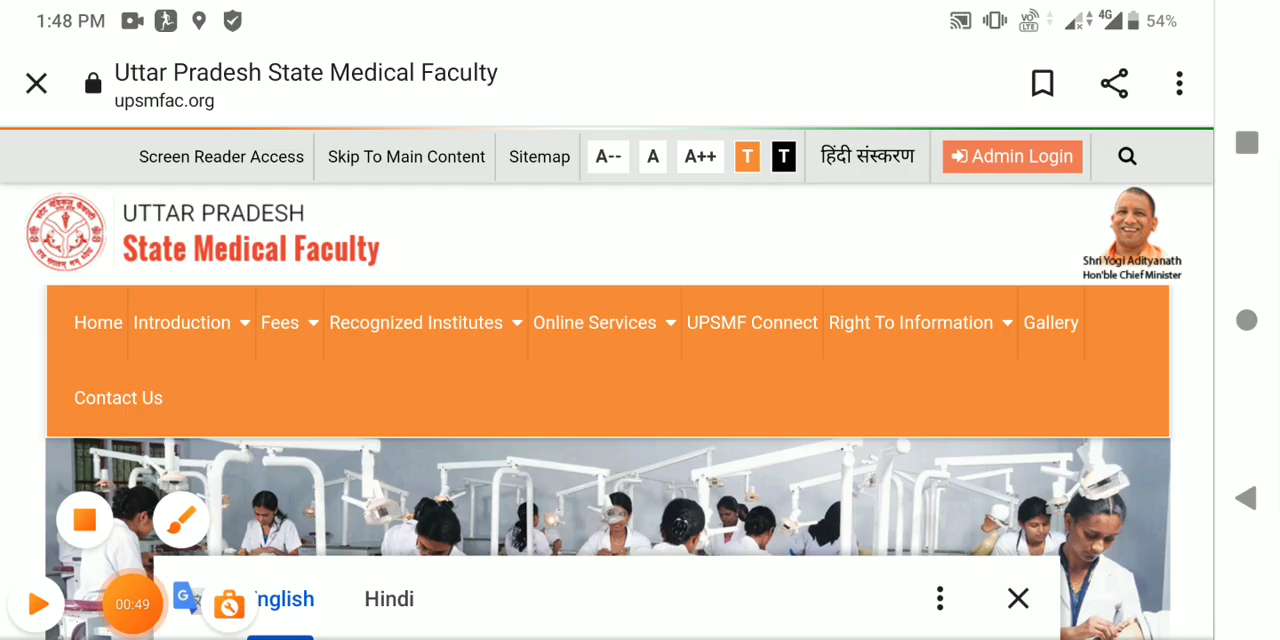 1:48 PM 4G 54%
Uttar Pradesh State Medical Faculty
upsmfac.org
Screen Reader Access Skip To Main Content Sitemap A-- A A++ T T हिंदी संस्करण Admin Login
UTTAR PRADESH
State Medical Faculty
Shri Yogi Adityanath
Hon'ble Chief Minister
Home Introduction Fees Recognized Institutes Online Services UPSMF Connect Right To Information Gallery
Contact Us
nglish Hindi
00:49